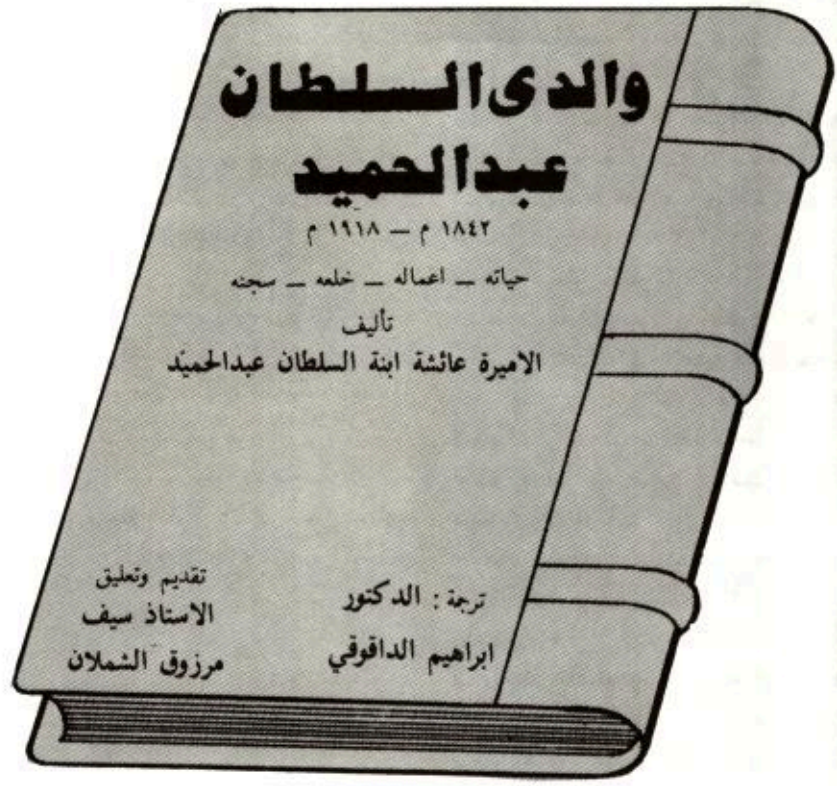 والدى السلطان
عبدالحميد
١٨٤٢ م — ١٩١٨ م
حياته — اعماله — خلعه — سجنه
تأليف
الاميرة عائشة ابنة السلطان عبدالحميد
ترجمة : الدكتور
ابراهيم الداقوقي
تقديم وتعليق
الاستاذ سيف
مرزوق الشملان